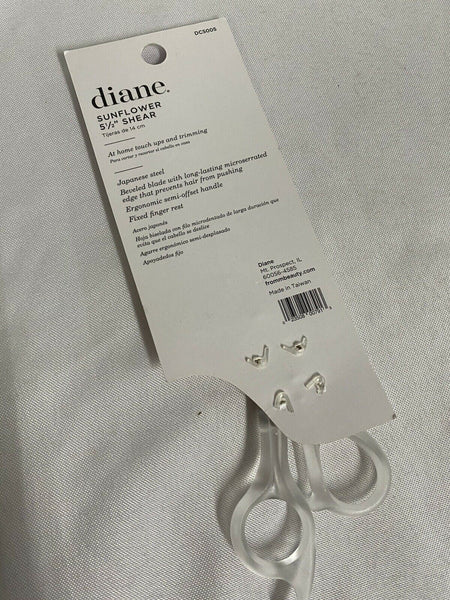 DCS005
diane.
SUNFLOWER
5½" SHEAR
Tijeras de 14 cm
At home touch ups and trimming
Para cortar y recortar el cabello en casa
Japanese steel
Beveled blade with long-lasting microserrated
edge that prevents hair from pushing
Ergonomic semi-offset handle
Fixed finger rest
Acero japonés
Hoja biselada con filo microdentado de larga duración que
evita que el cabello se deslice
Agarre ergonómico semi-desplazado
Apoyadedos fijo
Diane
Mt. Prospect, IL
60056-4585
frommbeauty.com
Made in Taiwan